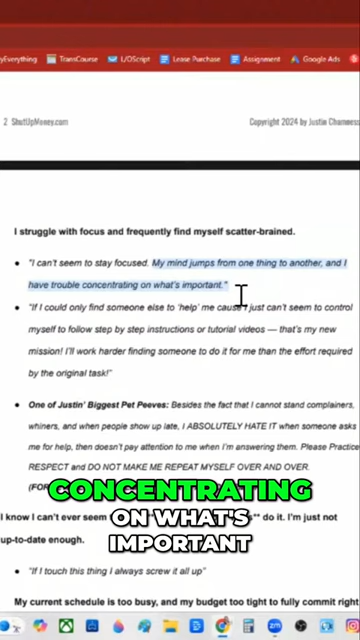 yEverything TransCourse L/OScript Lease Purchase Assignment Google Ads
2 ShutUpMoney.com Copyright 2024 by Justin Chamness
I struggle with focus and frequently find myself scatter-brained.
• "I can't seem to stay focused. My mind jumps from one thing to another, and I
have trouble concentrating on what's important."
• "If I could only find someone else to 'help' me cause I just can't seem to control
myself to follow step by step instructions or tutorial videos — that's my new
mission! I'll work harder finding someone to do it for me than the effort required
by the original task!"
• One of Justin' Biggest Pet Peeves: Besides the fact that I cannot stand complainers,
whiners, and when people show up late, I ABSOLUTELY HATE IT when someone asks
me for help, then doesn't pay attention to me when I'm answering them. Please Practice
RESPECT and DO NOT MAKE ME REPEAT MYSELF OVER AND OVER.
(FOR
CONCENTRATING
ON WHAT'S
IMPORTANT
know I can't ever seem ** do it. I'm just not
up-to-date enough.
• "If I touch this thing I always screw it all up"
My current schedule is too busy, and my budget too tight to fully commit right